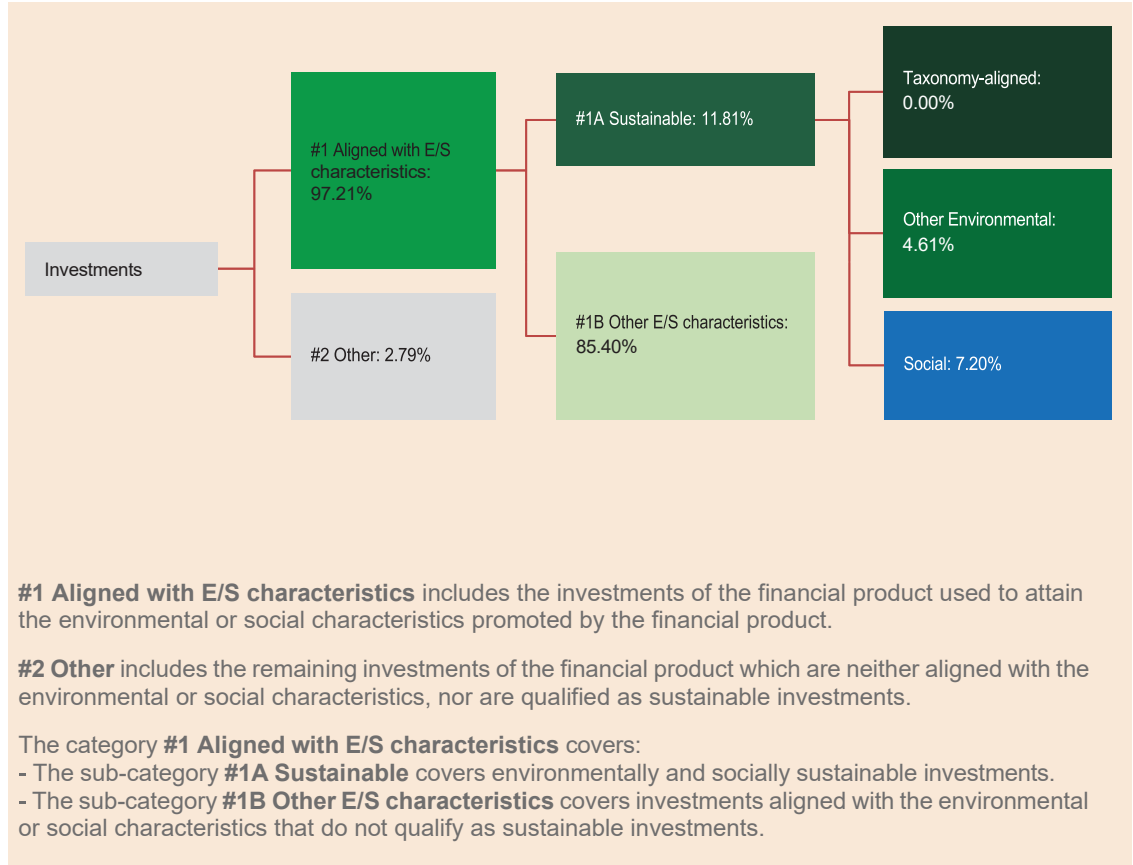 Investments
#1 Aligned with E/S
characteristics:
97.21%
#2 Other: 2.79%
#1A Sustainable: 11.81%
#1B Other E/S characteristics:
85.40%
Taxonomy-aligned:
0.00%
Other Environmental:
4.61%
Social: 7.20%
#1 Aligned with E/S characteristics includes the investments of the financial product used to attain
the environmental or social characteristics promoted by the financial product.
#2 Other includes the remaining investments of the financial product which are neither aligned with the
environmental or social characteristics, nor are qualified as sustainable investments.
The category #1 Aligned with E/S characteristics covers:
- The sub-category #1A Sustainable covers environmentally and socially sustainable investments.
- The sub-category #1B Other E/S characteristics covers investments aligned with the environmental
or social characteristics that do not qualify as sustainable investments.